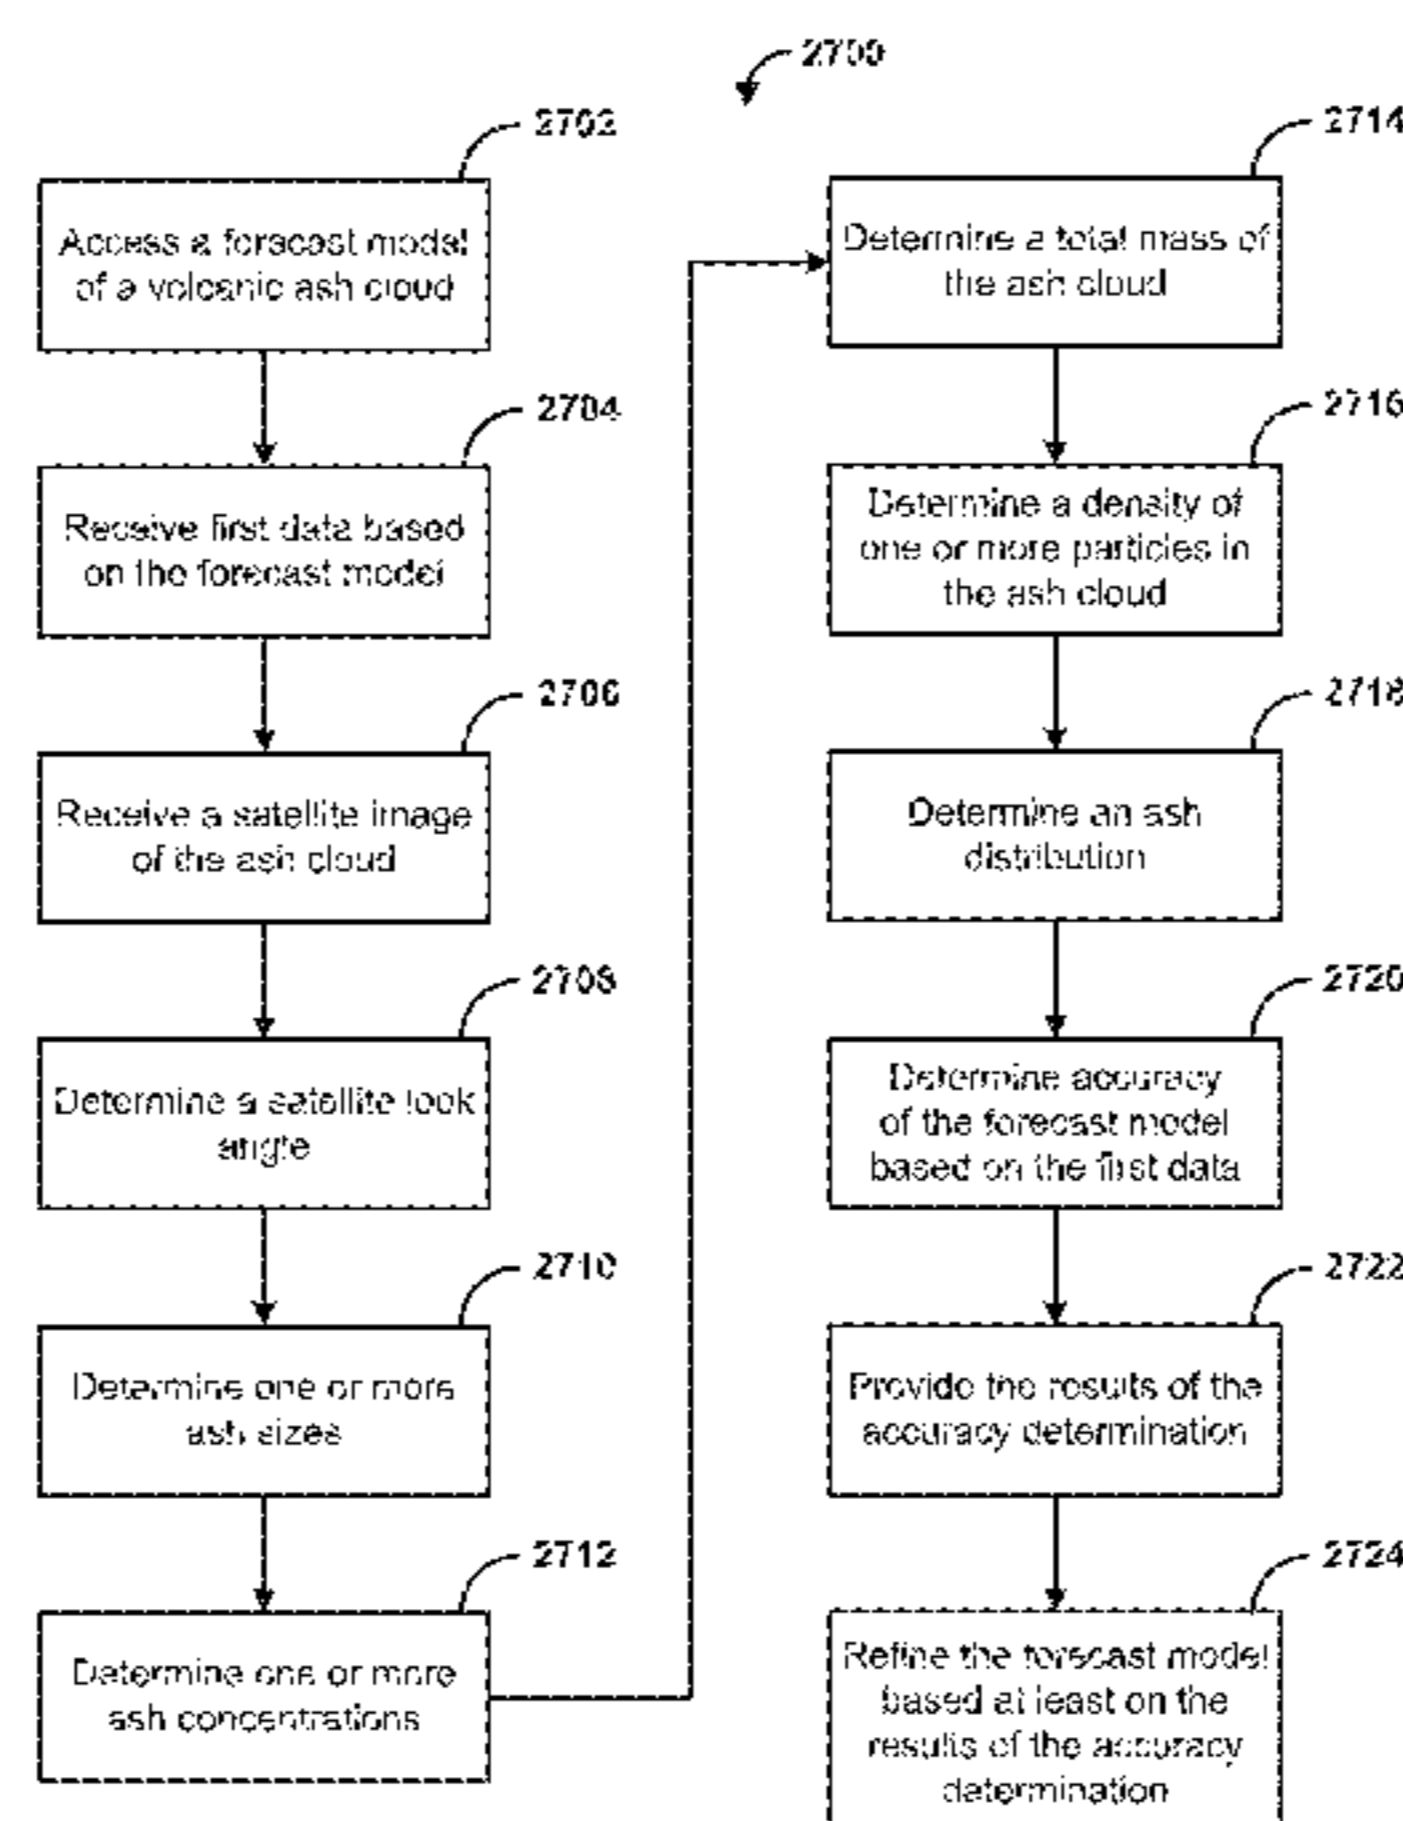 2700
2702
Access a forecast model
of a volcanic ash cloud
2704
Receive first data based
on the forecast model
2706
Receive a satellite image
of the ash cloud
2708
Determine a satellite look
angle
2710
Determine one or more
ash sizes
2712
Determine one or more
ash concentrations
2714
Determine a total mass of
the ash cloud
2716
Determine a density of
one or more particles in
the ash cloud
2718
Determine an ash
distribution
2720
Determine accuracy
of the forecast model
based on the first data
2722
Provide the results of the
accuracy determination
2724
Refine the forecast model
based at least on the
results of the accuracy
determination